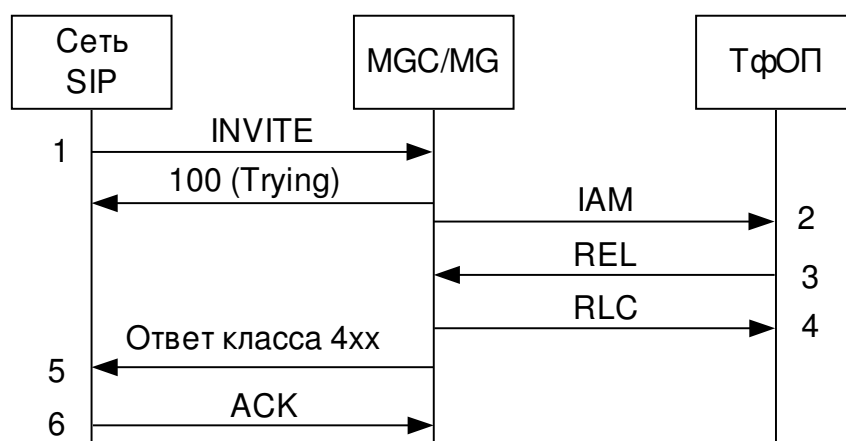 Сеть
SIP
MGC/MG
ТфОП
1
INVITE
100 (Trying)
IAM
2
REL
3
RLC
4
Ответ класса 4xx
5
ACK
6